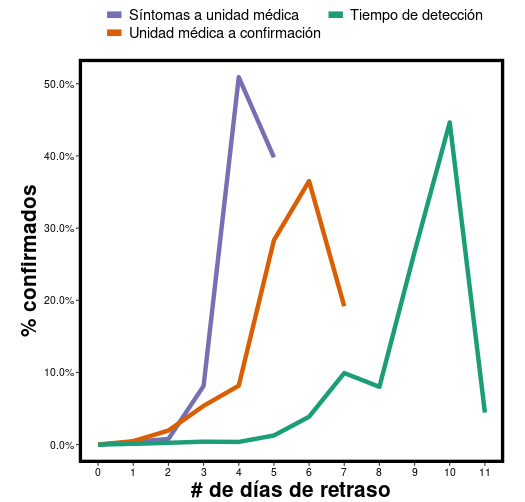 Síntomas a unidad médica
Tiempo de detección
Unidad médica a confirmación
50.0%
40.0%
30.0%
20.0%
10.0%
0.0%
% confirmados
0 1 2 3 4 5 6 7 8 9 10 11
# de días de retraso